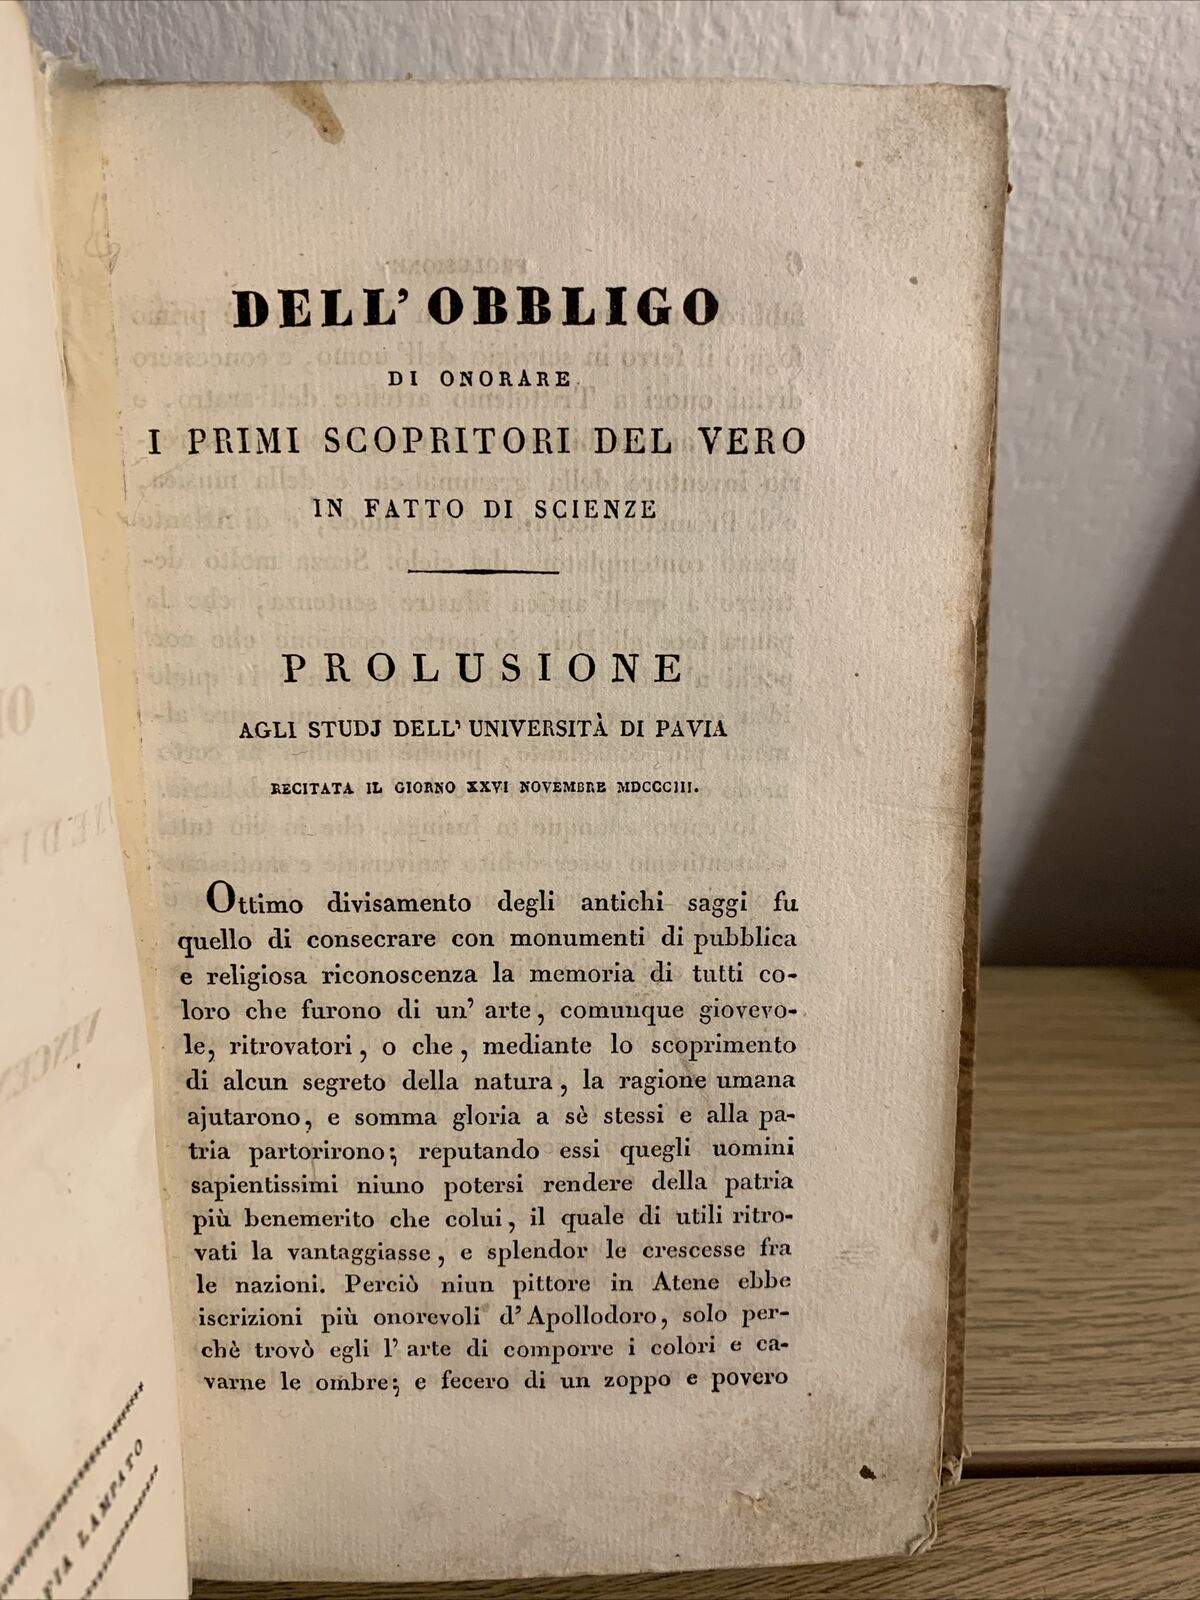 DELL' OBBLIGO
DI ONORARE
I PRIMI SCOPRITORI DEL VERO
IN FATTO DI SCIENZE
PROLUSIONE
AGLI STUDJ DELL' UNIVERSITÀ DI PAVIA
RECITATA IL GIORNO XXVI NOVEMBRE MDCCCIII.
Ottimo divisamento degli antichi saggi fu
quello di consecrare con monumenti di pubblica
e religiosa riconoscenza la memoria di tutti co-
loro che furono di un' arte, comunque giovevo-
le, ritrovatori, o che, mediante lo scoprimento
di alcun segreto della natura, la ragione umana
ajutarono, e somma gloria a sè stessi e alla pa-
tria partorirono; reputando essi quegli uomini
sapientissimi niuno potersi rendere della patria
più benemerito che colui, il quale di utili ritro-
vati la vantaggiasse, e splendor le crescesse fra
le nazioni. Perciò niun pittore in Atene ebbe
iscrizioni più onorevoli d' Apollodoro, solo per-
chè trovò egli l' arte di comporre i colori e ca-
varne le ombre; e fecero di un zoppo e povero
FIA LAMPATO